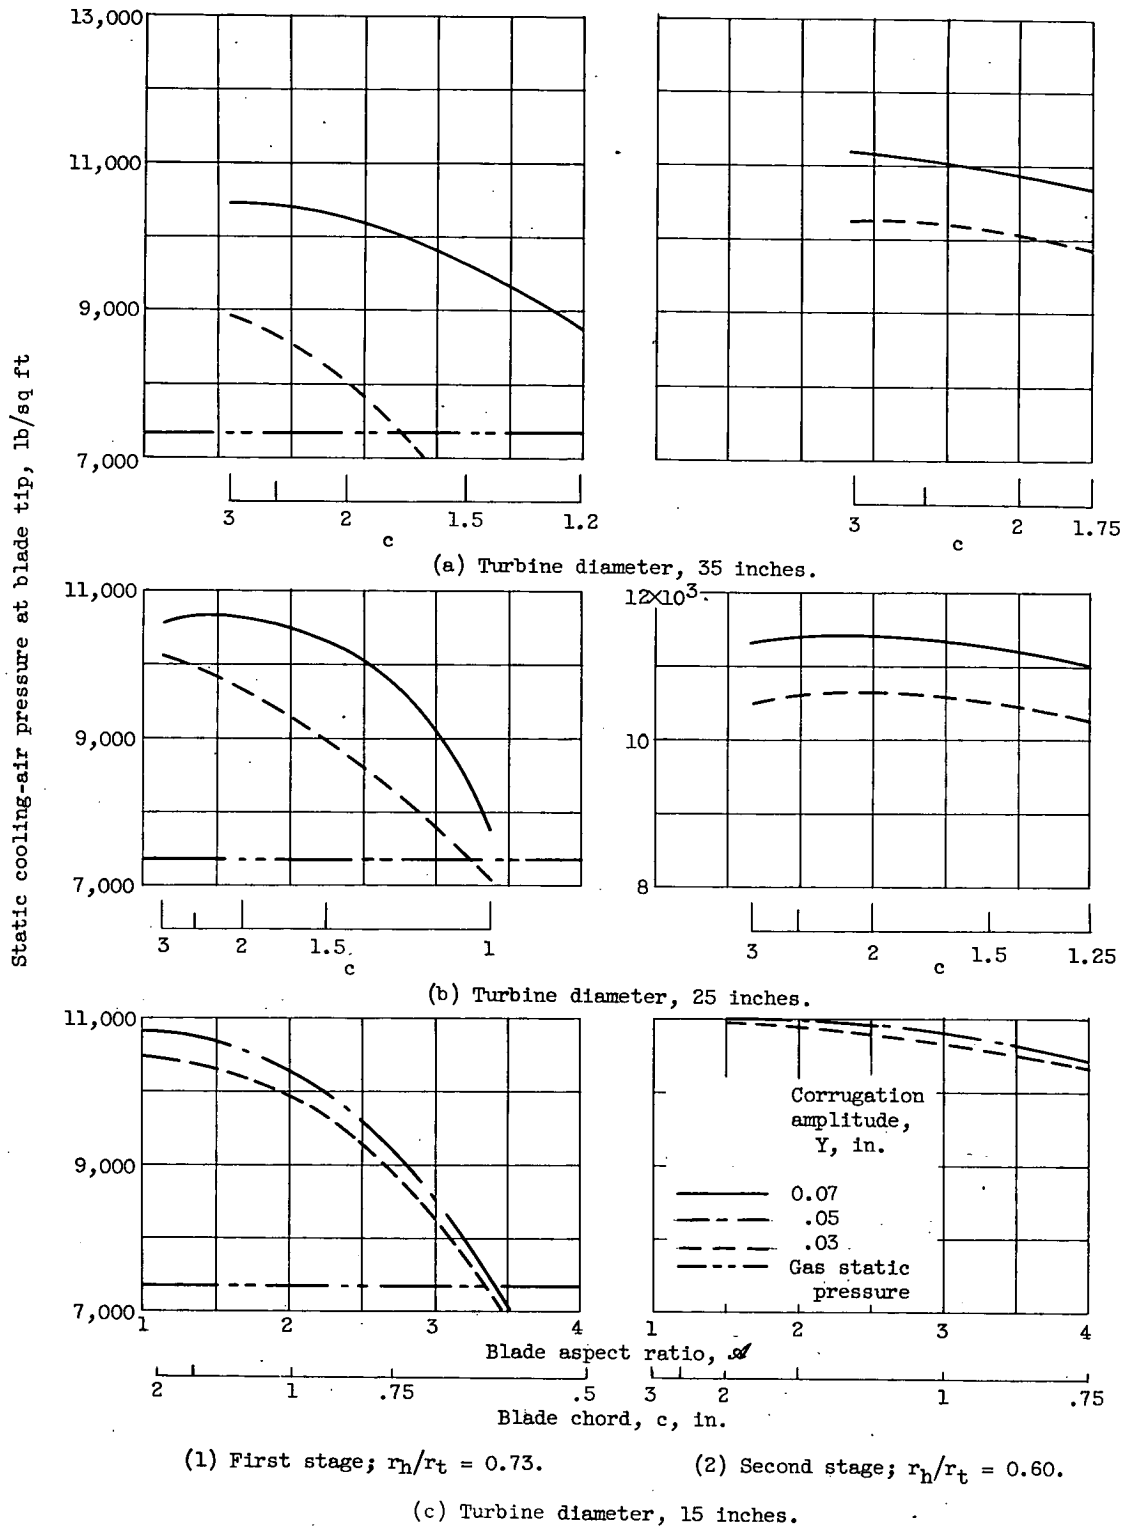 Static cooling-air pressure at blade tip, lb/sq ft
13,000
11,000
9,000
7,000
3 2 1.5 1.2
c
3 2 1.75
c
(a) Turbine diameter, 35 inches.
11,000
9,000
7,000
12×10³
10
8
3 2 1.5 1
c
3 2 1.5 1.25
c
(b) Turbine diameter, 25 inches.
11,000
9,000
7,000
Corrugation
amplitude,
Y, in.
0.07
.05
.03
Gas static
pressure
1 2 3 4
1 2 3 4
Blade aspect ratio, A
2 1 .75 .5
3 2 1 .75
Blade chord, c, in.
(1) First stage; rh/rt = 0.73.
(2) Second stage; rh/rt = 0.60.
(c) Turbine diameter, 15 inches.